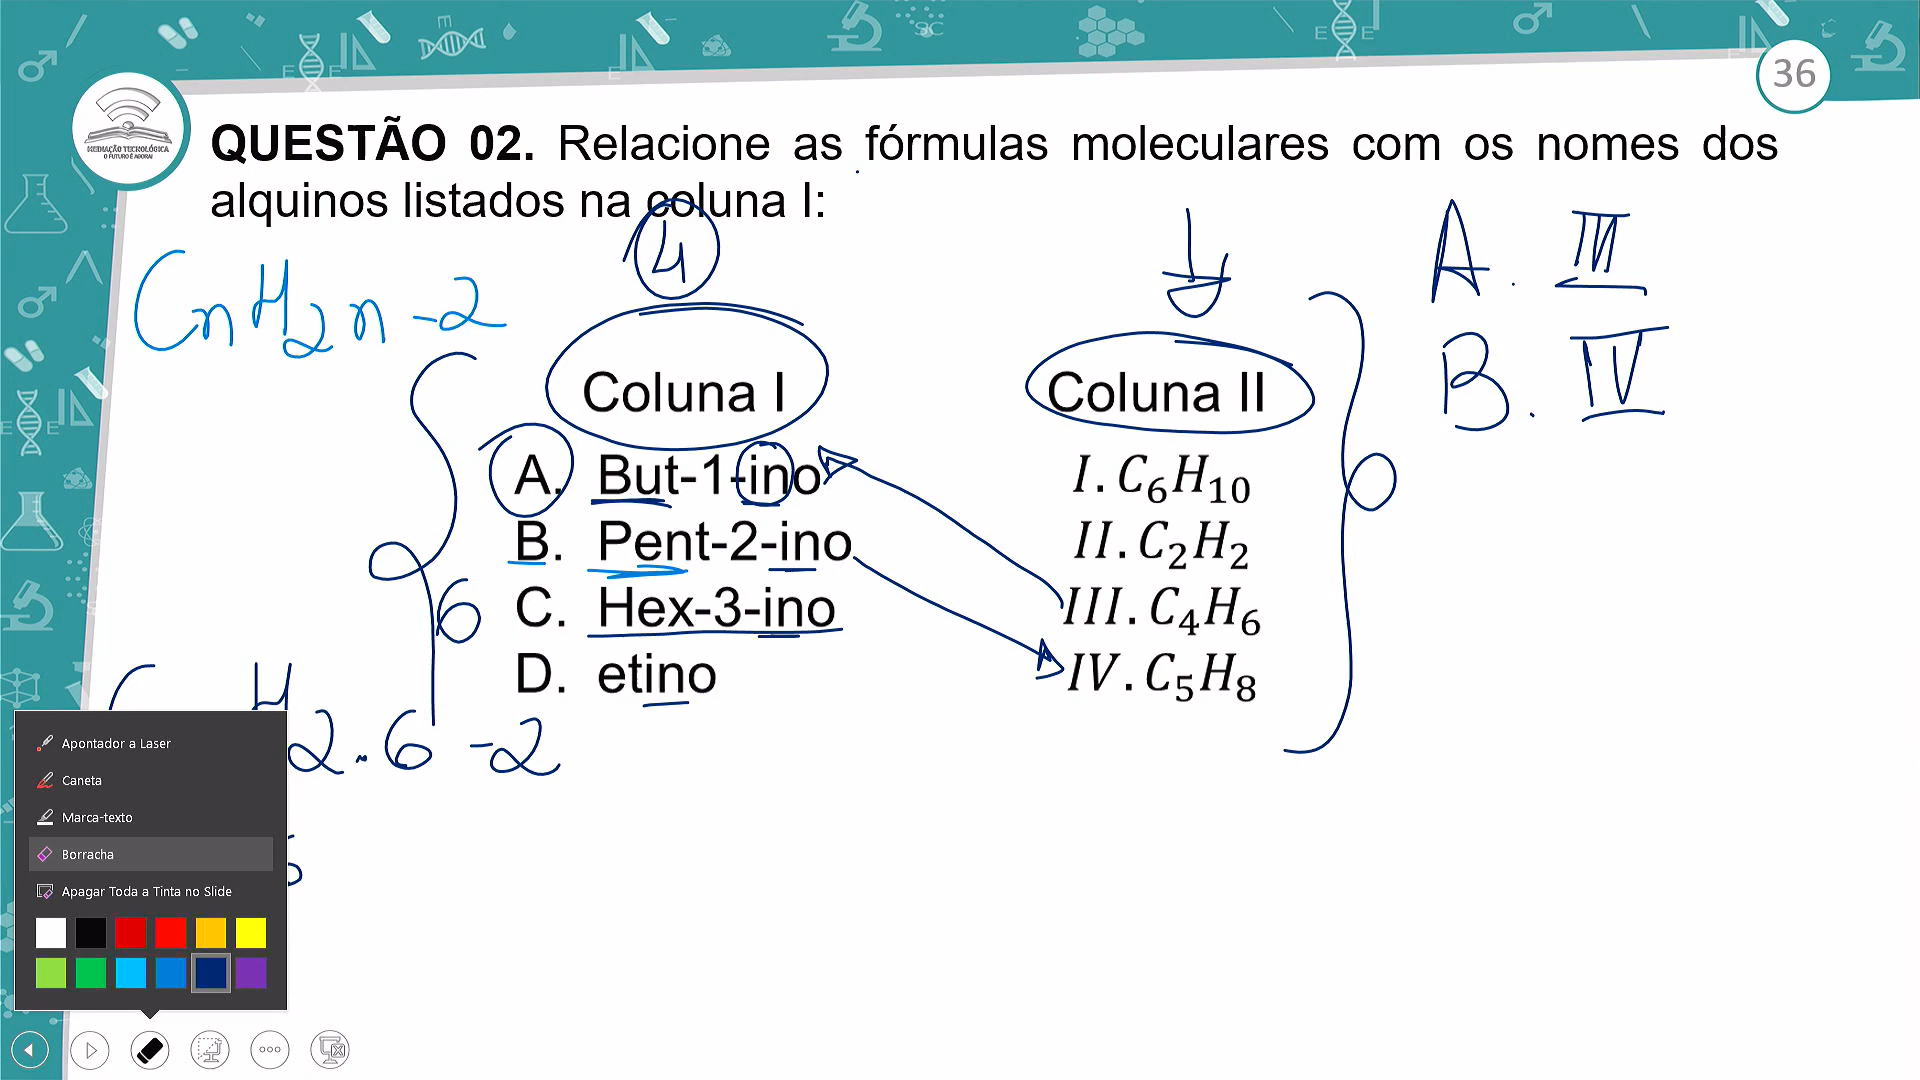 36
MEDIAÇÃO TECNOLÓGICA
O FUTURO É AGORA!
QUESTÃO 02. Relacione as fórmulas moleculares com os nomes dos
alquinos listados na coluna I:
4
CnH2n-2
A. III
B. IV
Coluna I
A. But-1-ino
B. Pent-2-ino
C. Hex-3-ino
D. etino
6
Coluna II
I. C₆H₁₀
II. C₂H₂
III. C₄H₆
IV. C₅H₈
C H2.6-2
Apontador a Laser
Caneta
Marca-texto
Borracha
Apagar Toda a Tinta no Slide